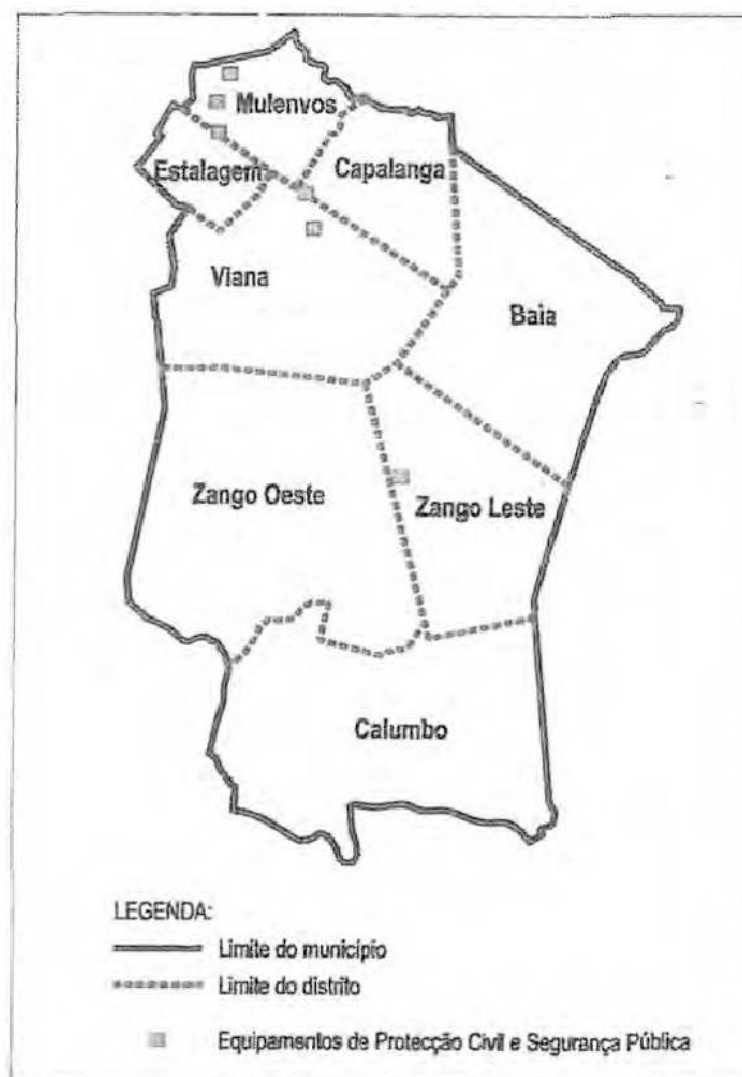 Mulenvos
Estalagem
Capalanga
Viana
Baia
Zango Oeste
Zango Leste
Calumbo
LEGENDA:
Limite do município
Limite do distrito
Equipamentos de Protecção Civil e Segurança Pública